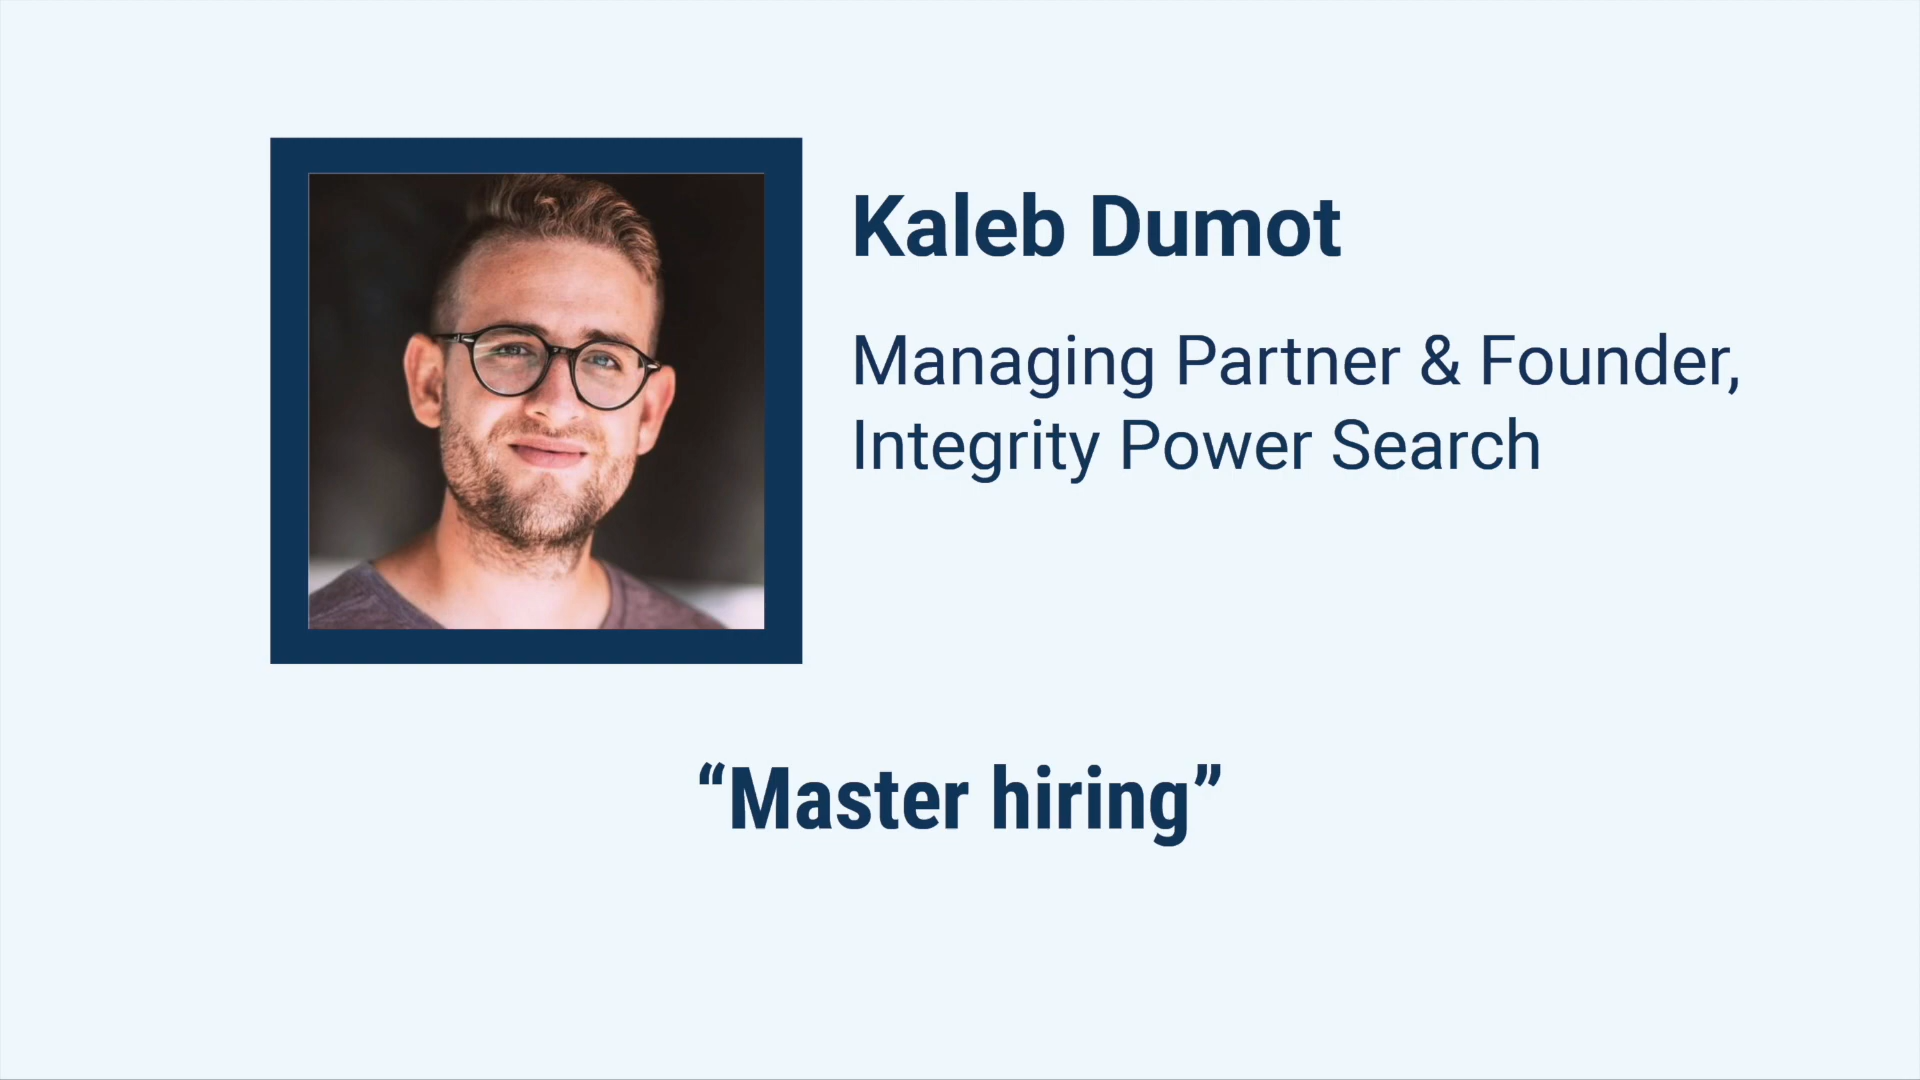 Kaleb Dumot
Managing Partner & Founder,
Integrity Power Search
“Master hiring”